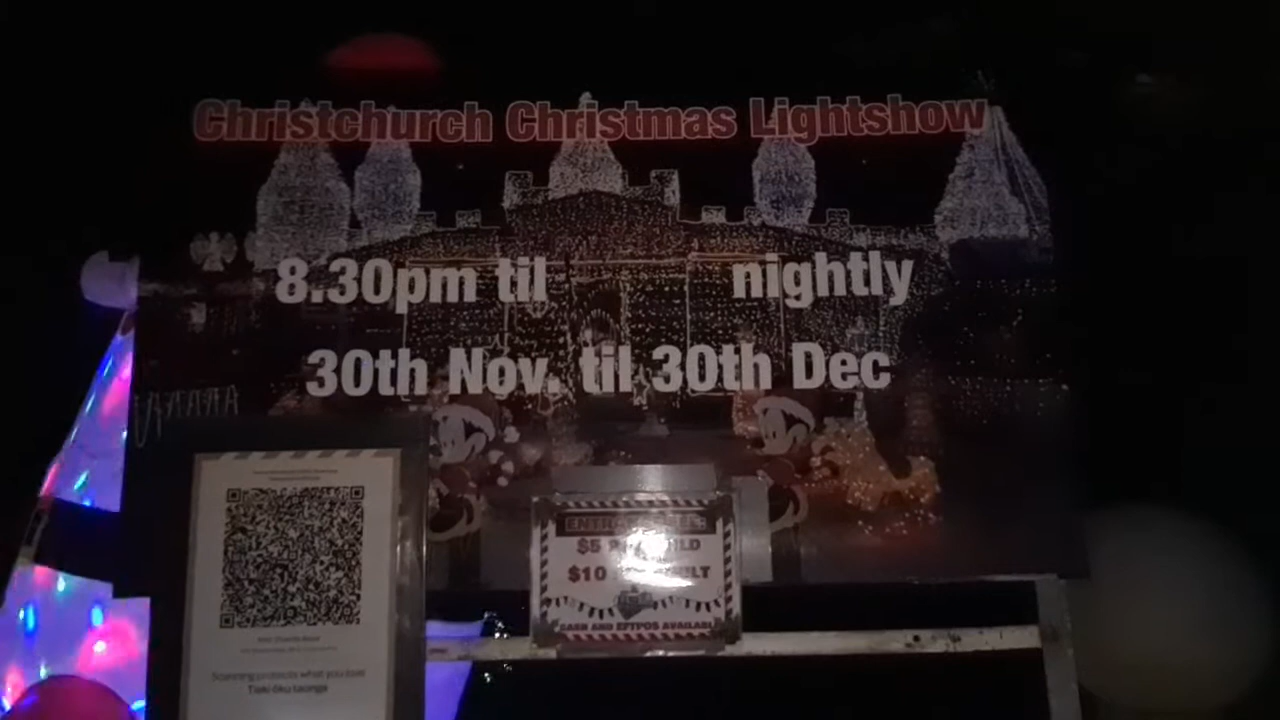 Christchurch Christmas Lightshow
8.30pm til nightly
30th Nov. til 30th Dec
$5
$10
CASH AND EFTPOS AVAILABLE
Scanning protects what you love
Tiaki ōku taonga